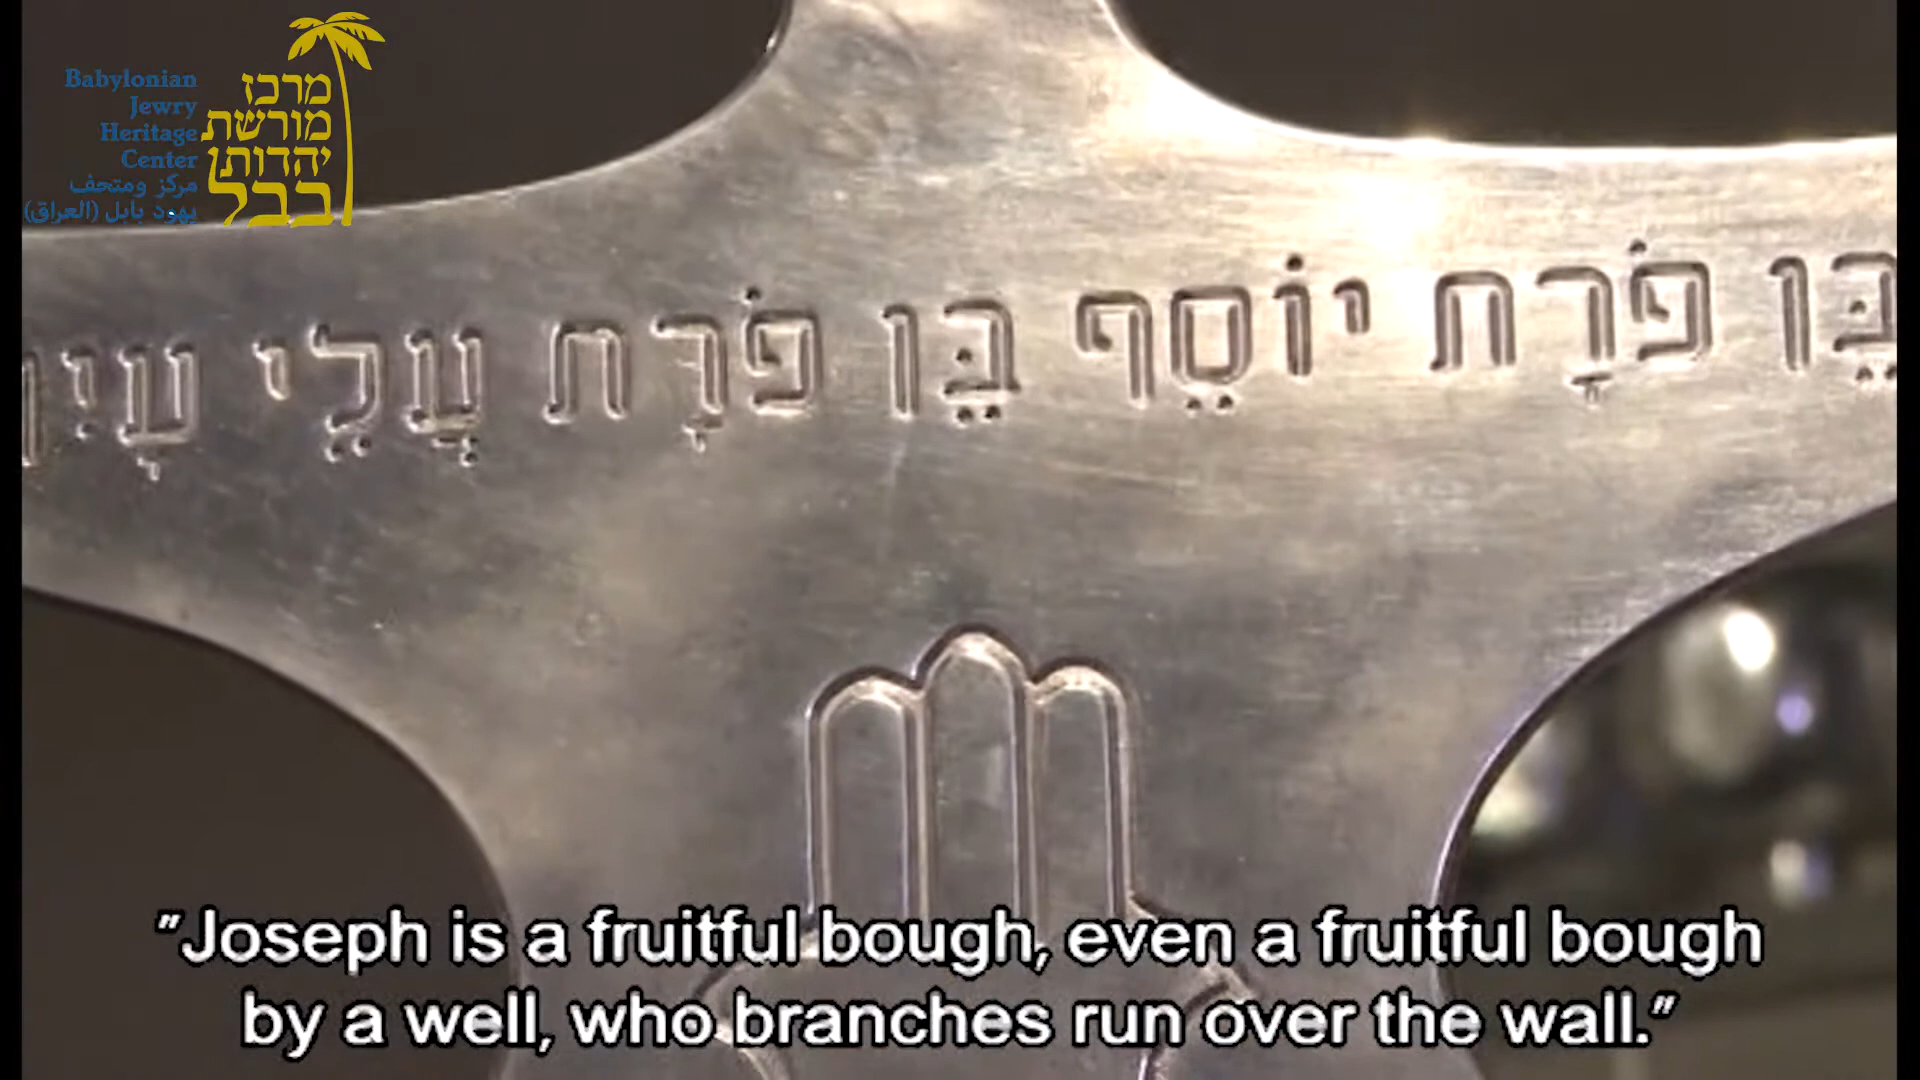 Babylonian
Jewry
Heritage
Center
مركز ومتحف
يهود بابل (العراق)
מרכז
מורשת
יהדות
בבל
בֵּן פֹּרָת יוֹסֵף בֵּן פֹּרָת עֲלֵי עָיִן
"Joseph is a fruitful bough, even a fruitful bough
by a well, who branches run over the wall."